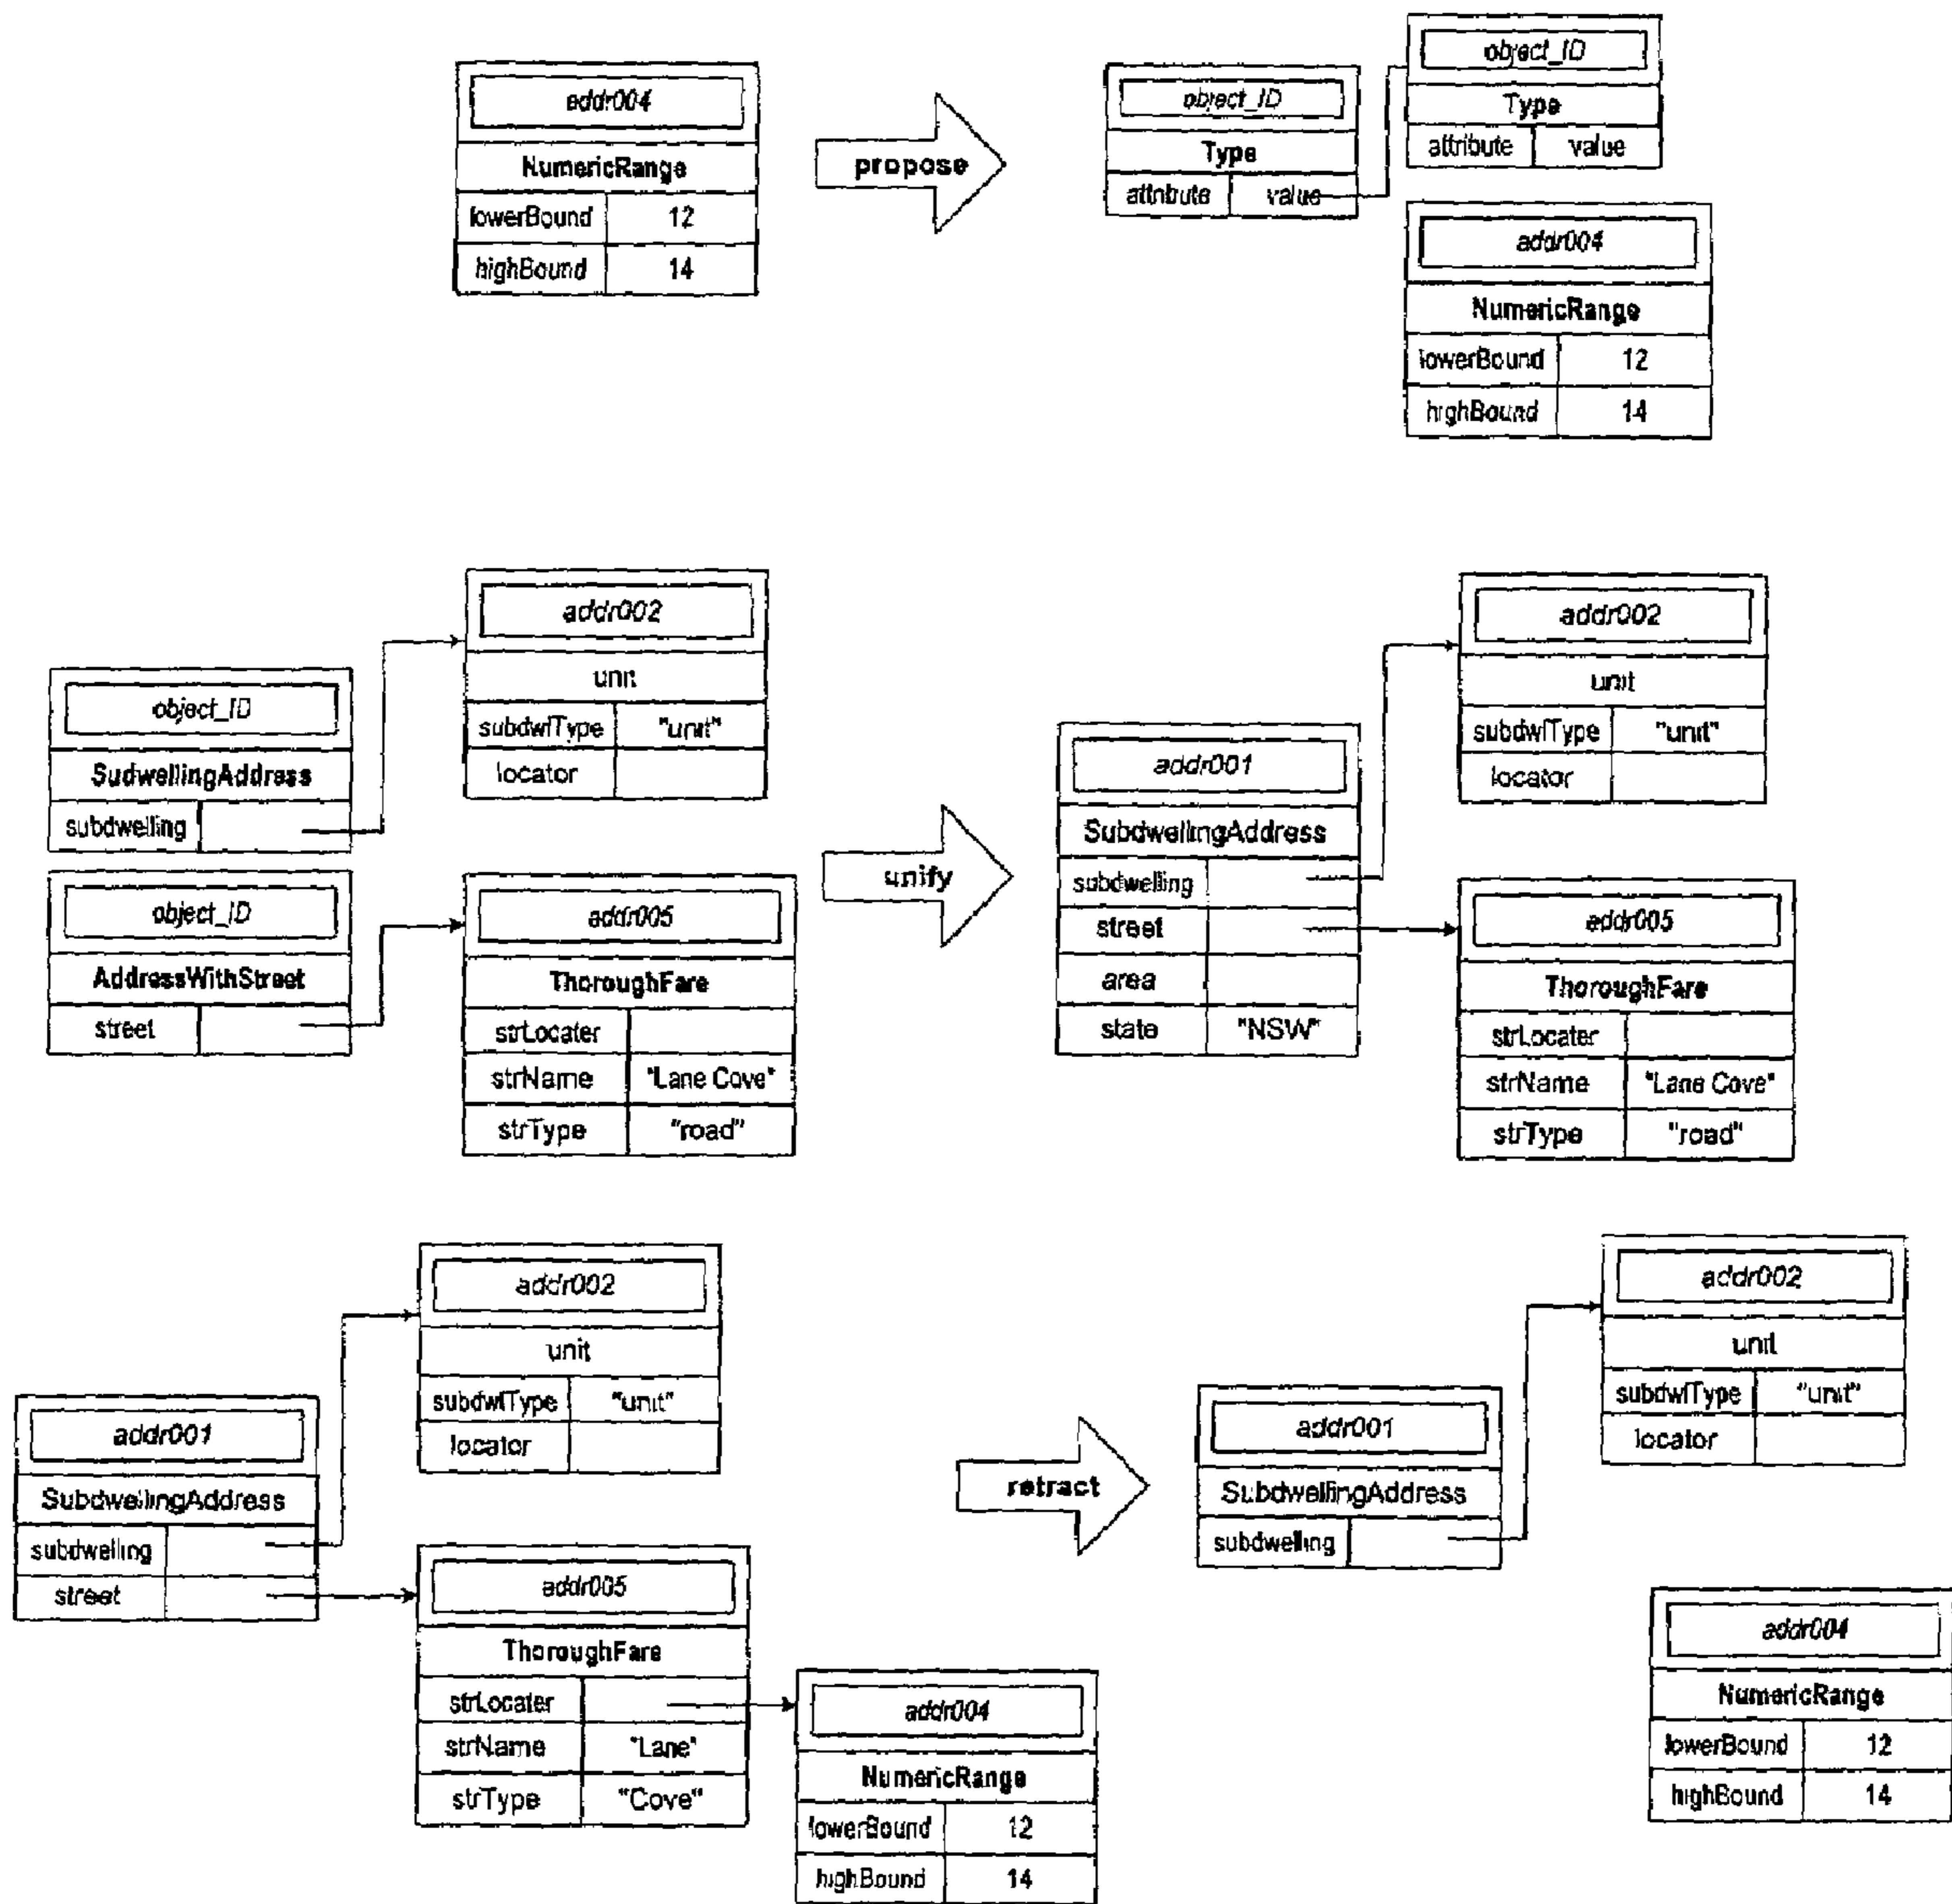 addr004
NumericRange
lowerBound 12
highBound 14
propose
object_ID
Type
attribute value
object_ID
Type
attribute value
addr004
NumericRange
lowerBound 12
highBound 14
object_ID
SudwellingAddress
subdwelling
addr002
unit
subdwlType "unit"
locator
object_ID
AddressWithStreet
street
addr005
ThoroughFare
strLocater
strName "Lane Cove"
strType "road"
unify
addr001
SubdwellingAddress
subdwelling
street
area
state "NSW"
addr002
unit
subdwlType "unit"
locator
addr005
ThoroughFare
strLocater
strName "Lane Cove"
strType "road"
addr001
SubdwellingAddress
subdwelling
street
addr002
unit
subdwlType "unit"
locator
addr005
ThoroughFare
strLocater
strName "Lane"
strType "Cove"
addr004
NumericRange
lowerBound 12
highBound 14
retract
addr001
SubdwellingAddress
subdwelling
addr002
unit
subdwlType "unit"
locator
addr004
NumericRange
lowerBound 12
highBound 14